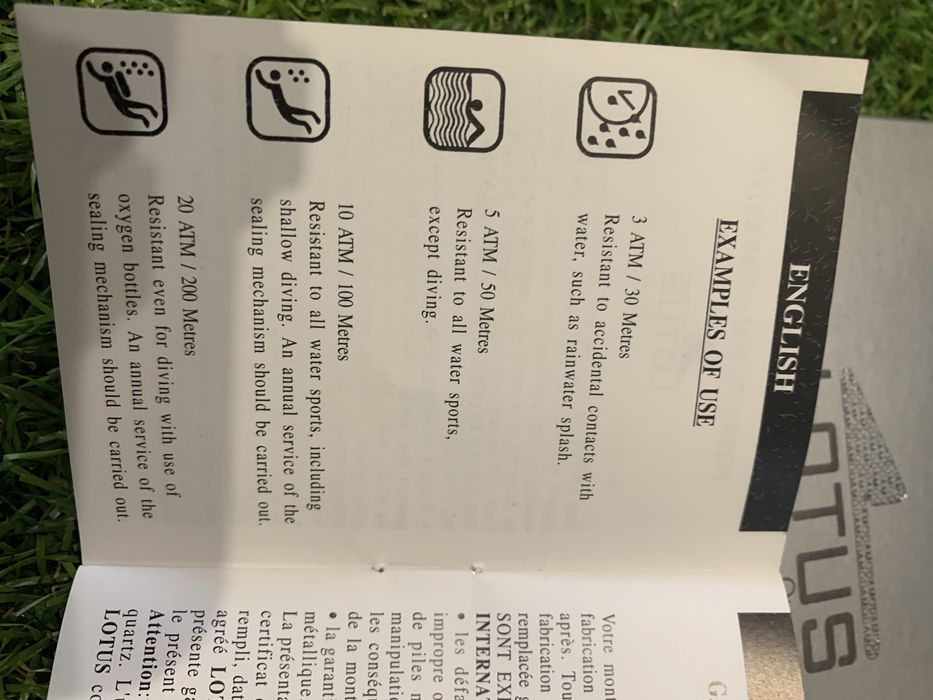 ENGLISH
EXAMPLES OF USE
3 ATM / 30 Metres
Resistant to accidental contacts with
water, such as rainwater splash.
5 ATM / 50 Metres
Resistant to all water sports,
except diving.
10 ATM / 100 Metres
Resistant to all water sports, including
shallow diving. An annual service of the
sealing mechanism should be carried out.
20 ATM / 200 Metres
Resistant even for diving with use of
oxygen bottles. An annual service of the
sealing mechanism should be carried out.
LOTUS
G
Votre mont
fabrication
après. Tou
fabrication
remplacée g
SONT EX
INTERNA
• les défa
impropre o
de piles n
manipulati
les conséq
de la mont
• la garant
métallique.
La présente
certificat
rempli, dat
agréé LOT
présente g
le présent
Attention:
quartz. L'
LOTUS co